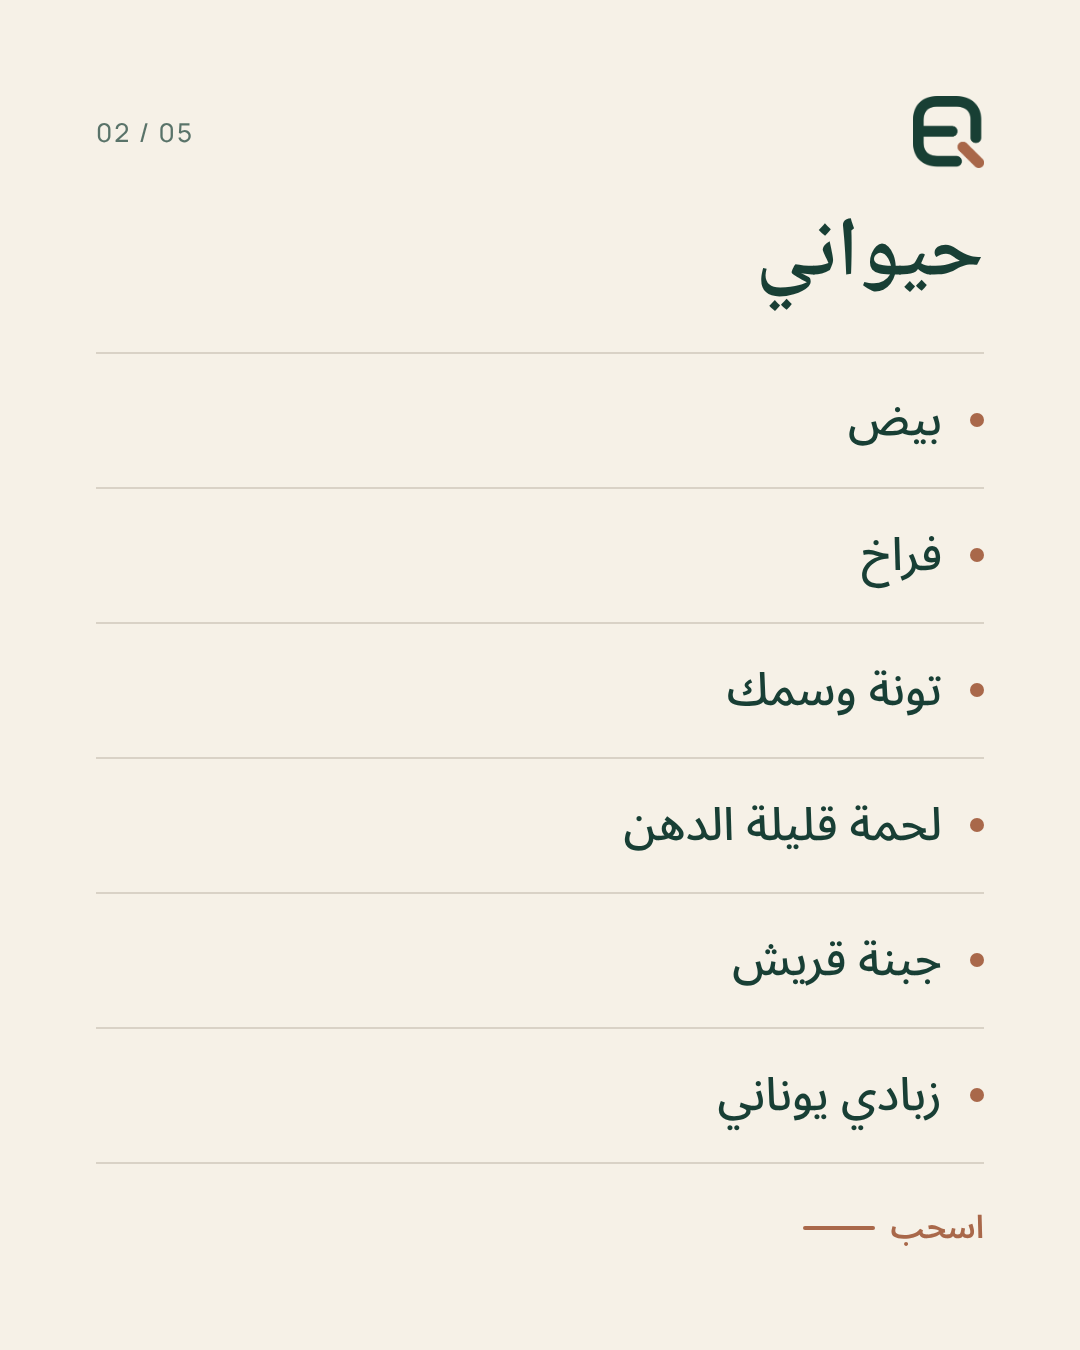 02 / 05
حيواني
بيض
فراخ
تونة وسمك
لحمة قليلة الدهن
جبنة قريش
زبادي يوناني
اسحب